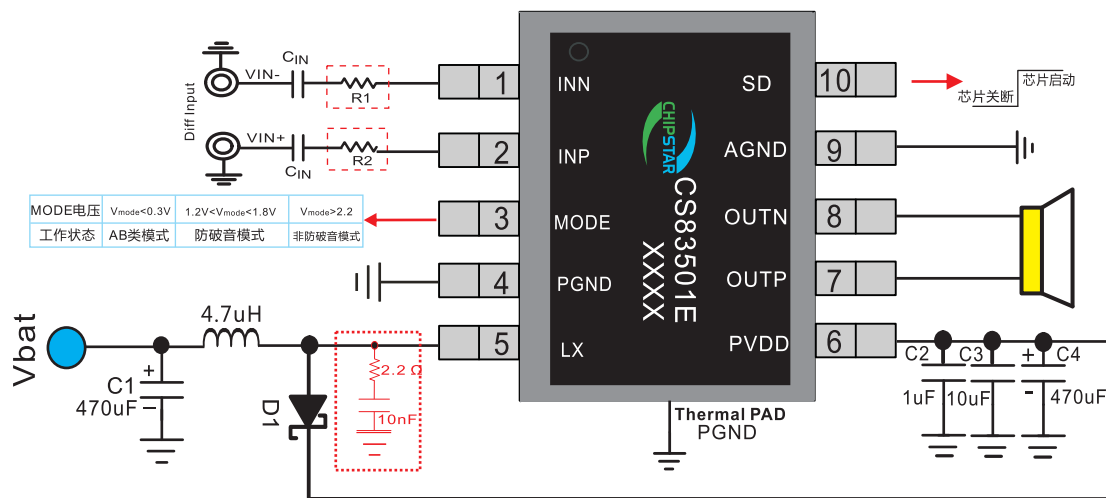 Diff Input
VIN-
CIN
R1
1
INN
VIN+
CIN
R2
2
INP
MODE电压 Vmode<0.3V 1.2V<Vmode<1.8V Vmode>2.2
工作状态 AB类模式 防破音模式 非防破音模式
3
MODE
4
PGND
Vbat
4.7uH
5
LX
C1
+
470uF
-
D1
2.2Ω
10nF
CHIPSTAR
CS83501E
XXXX
SD
10
芯片关断
芯片启动
AGND
9
OUTN
8
OUTP
7
PVDD
6
C2
1uF
C3
10uF
+
C4
-
470uF
Thermal PAD
PGND